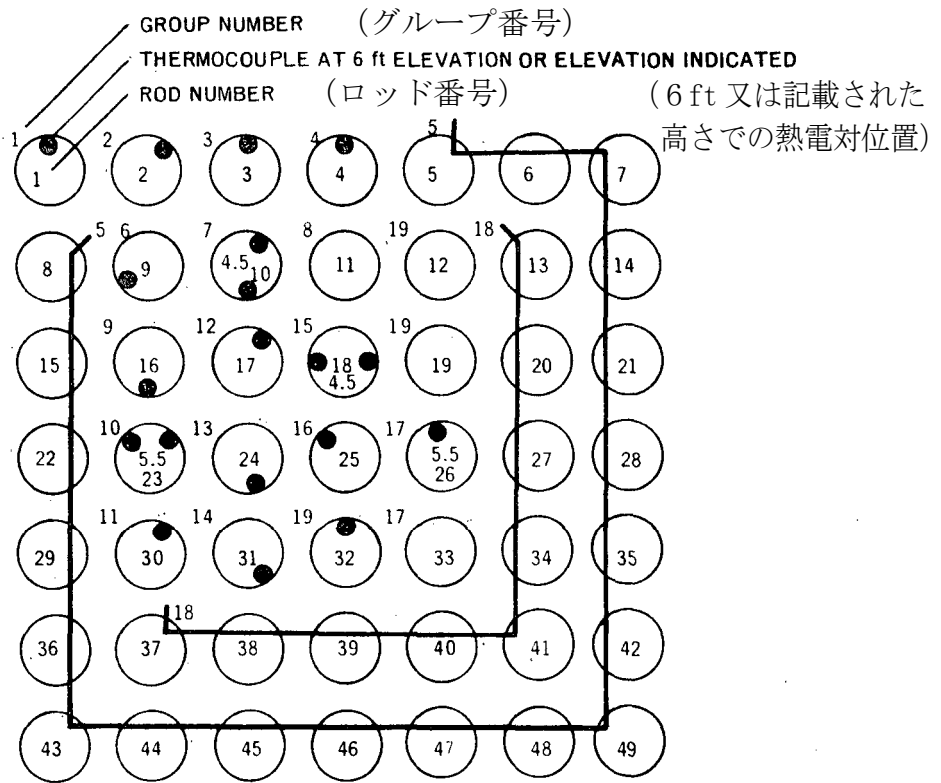 GROUP NUMBER （グループ番号）
THERMOCOUPLE AT 6 ft ELEVATION OR ELEVATION INDICATED
ROD NUMBER （ロッド番号） （6ft 又は記載された
高さでの熱電対位置）
1 2 3 4 5
1 2 3 4 5 6 7
5 6 7 8 19 18
8 9 4.5 10 11 12 13 14
9 12 15 19
15 16 17 18 4.5 19 20 21
10 13 16 17
22 5.5 23 24 25 5.5 26 27 28
11 14 19 17
29 30 31 32 33 34 35
18
36 37 38 39 40 41 42
43 44 45 46 47 48 49